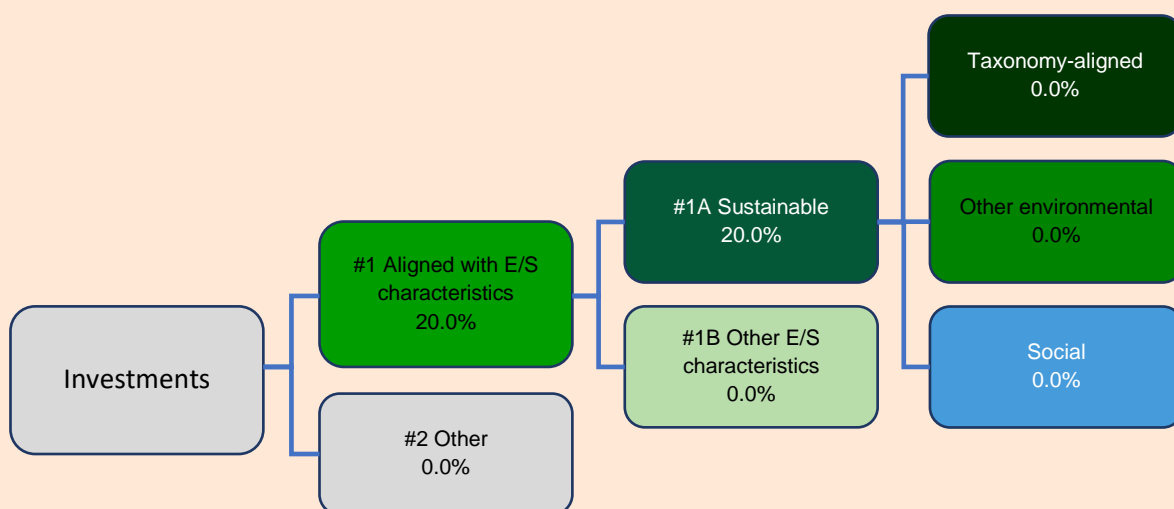 Investments
#1 Aligned with E/S
characteristics
20.0%
#2 Other
0.0%
#1A Sustainable
20.0%
#1B Other E/S
characteristics
0.0%
Taxonomy-aligned
0.0%
Other environmental
0.0%
Social
0.0%